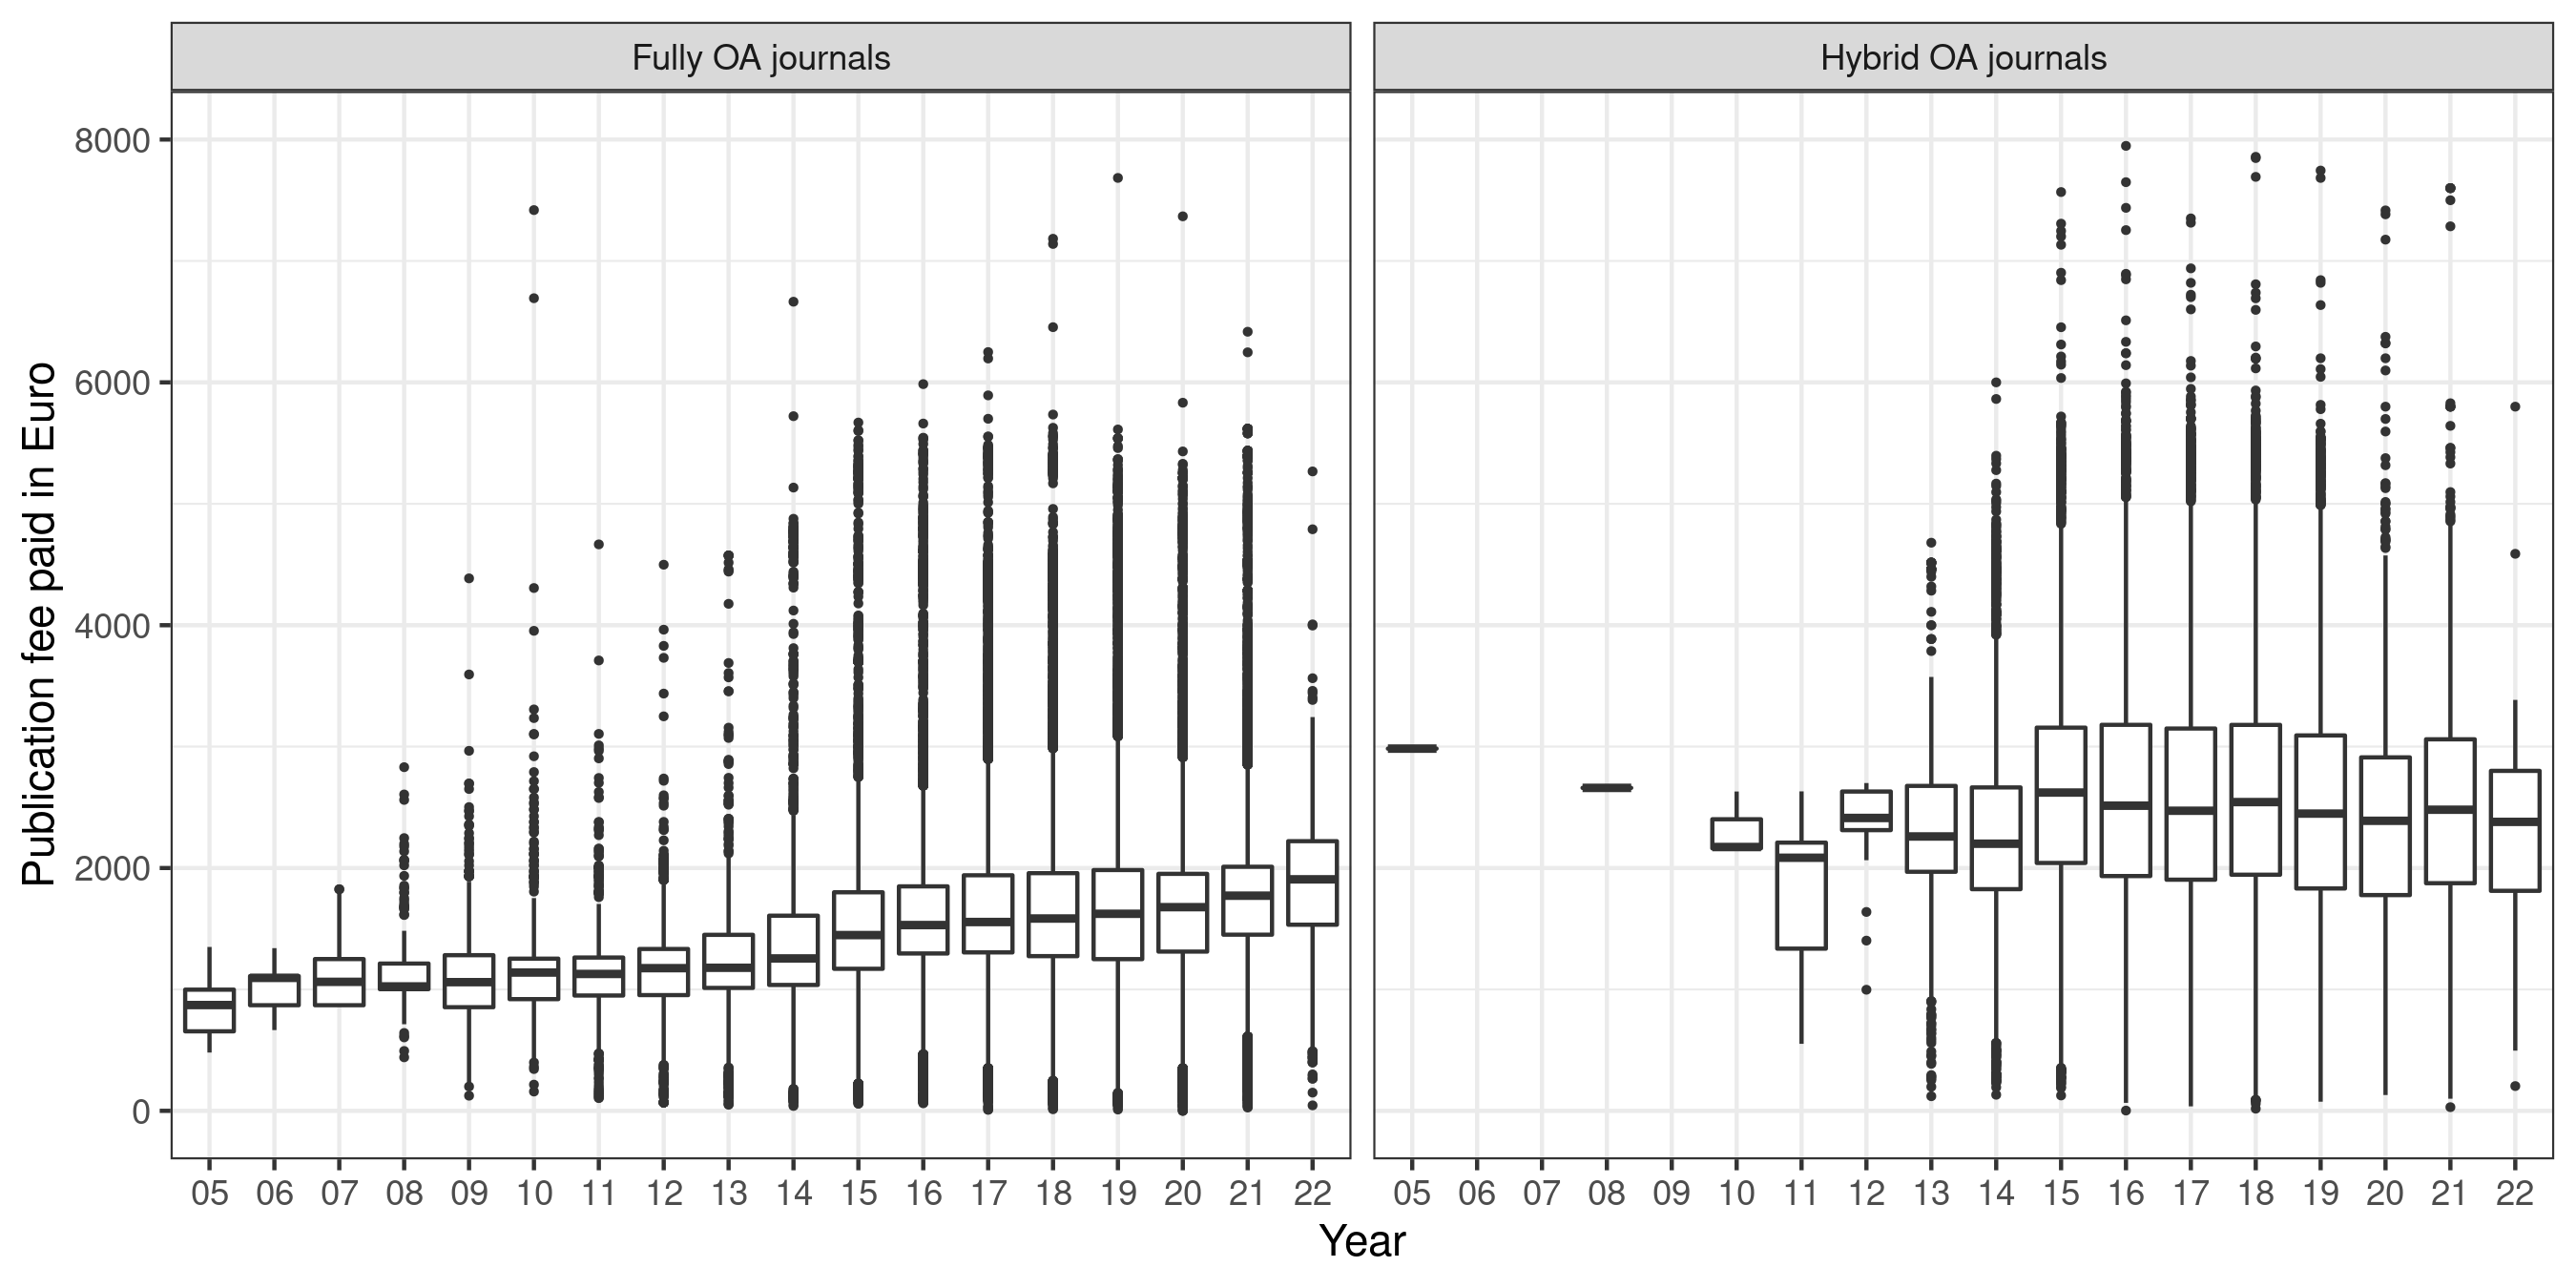 Fully OA journals
Hybrid OA journals
Publication fee paid in Euro
8000
6000
4000
2000
0
05 06 07 08 09 10 11 12 13 14 15 16 17 18 19 20 21 22
05 06 07 08 09 10 11 12 13 14 15 16 17 18 19 20 21 22
Year